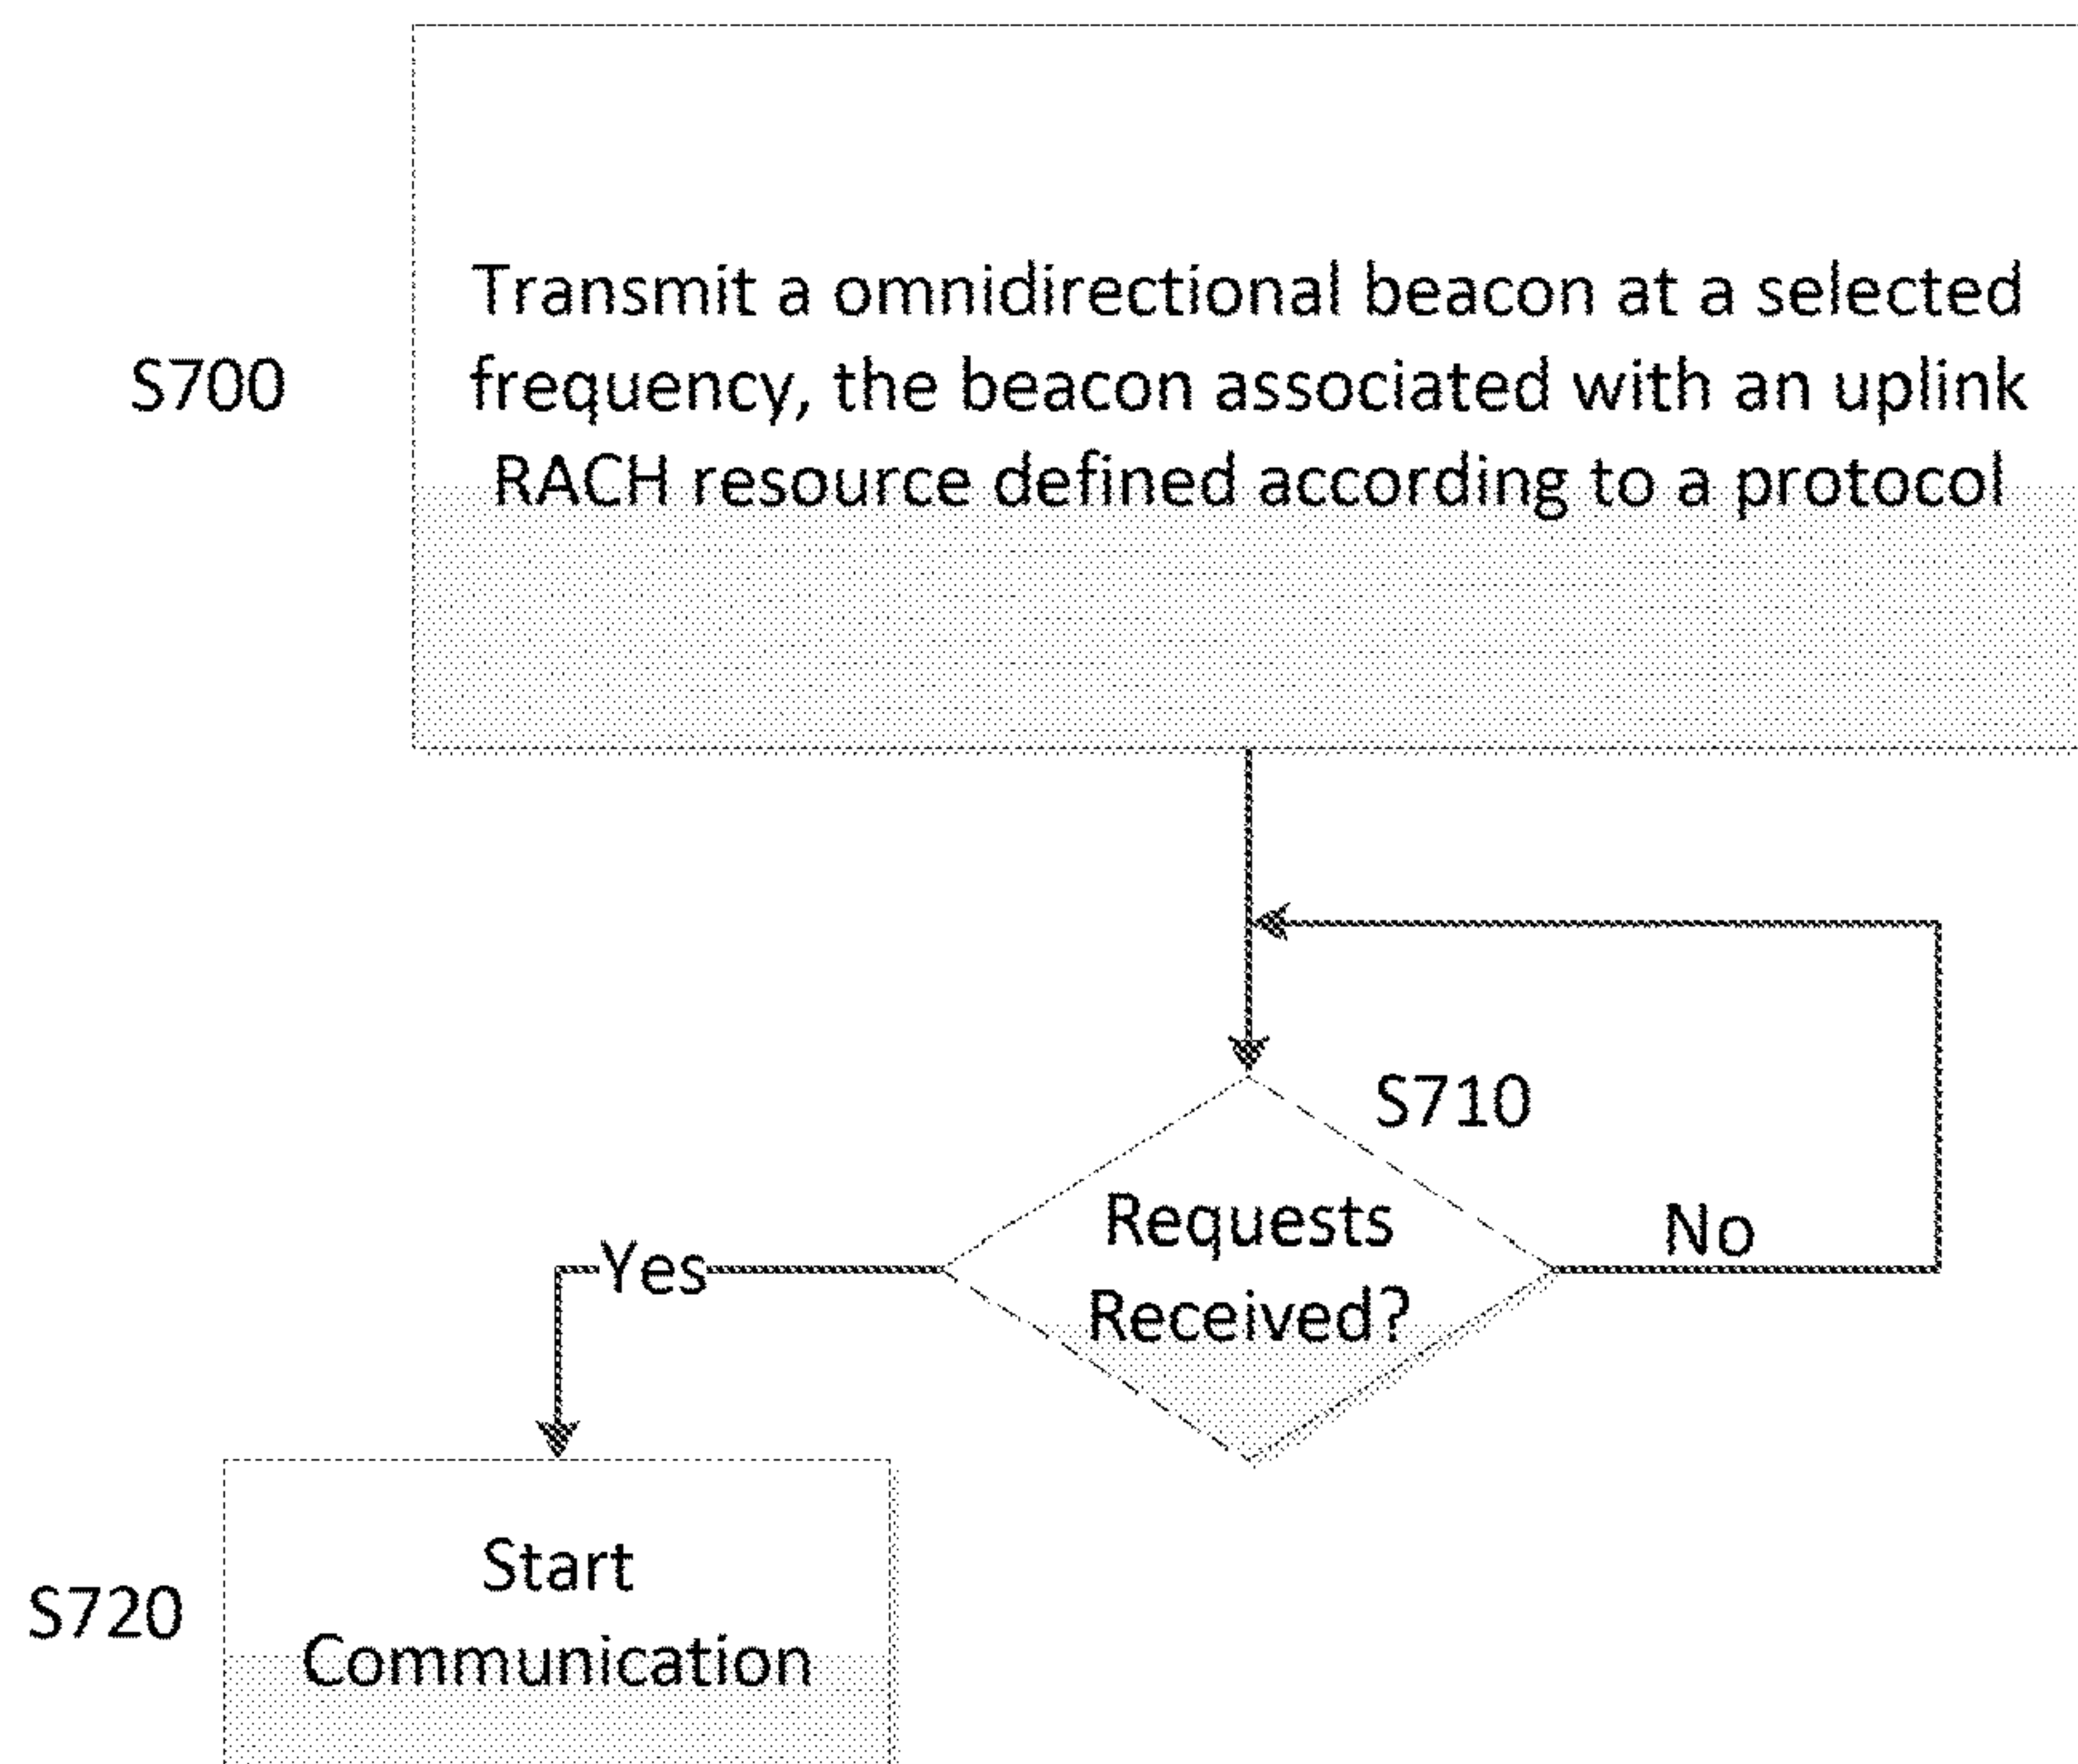 S700
Transmit a omnidirectional beacon at a selected
frequency, the beacon associated with an uplink
RACH resource defined according to a protocol
S710
Requests
Received?
No
Yes
S720
Start
Communication